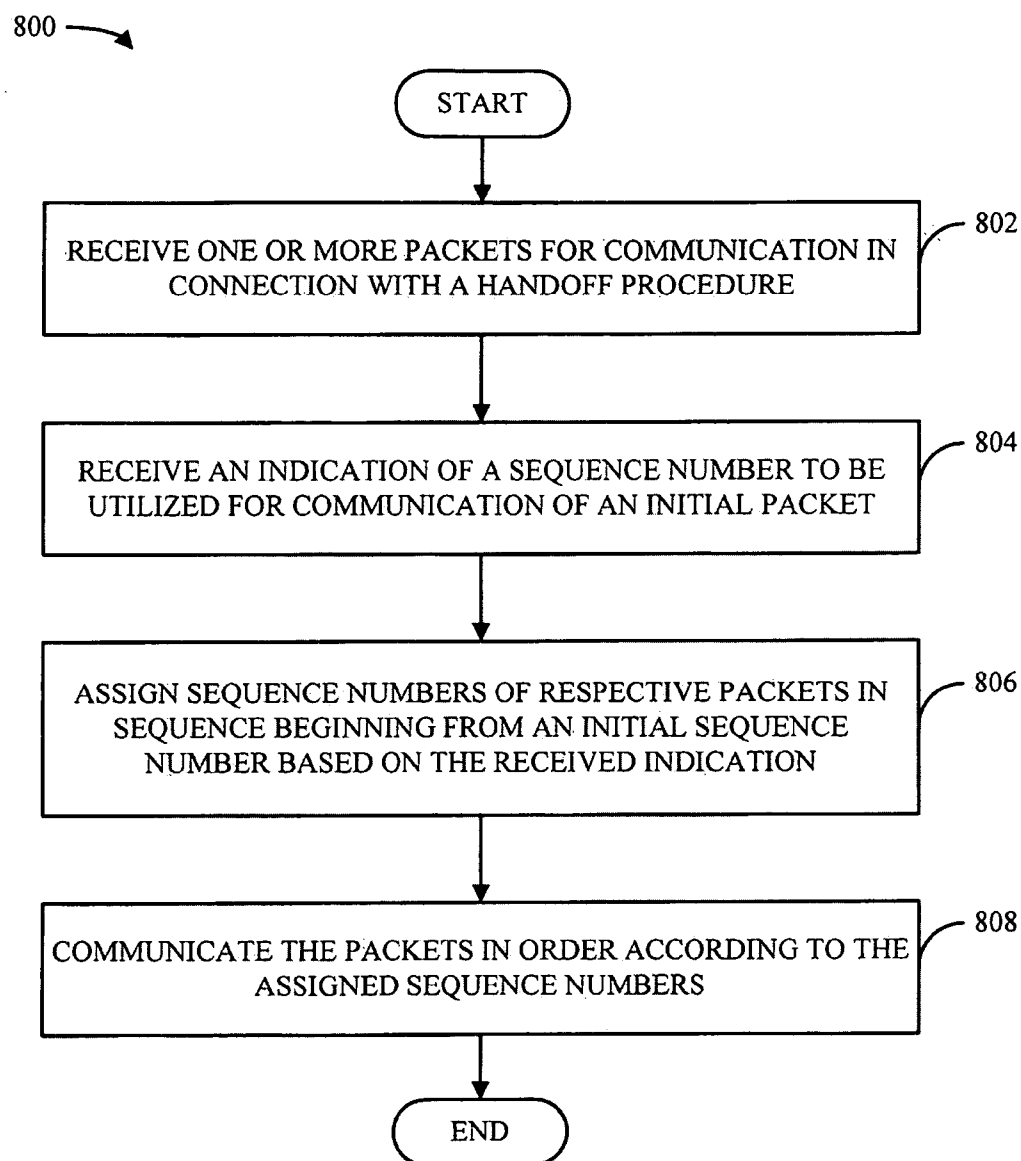 800
START
RECEIVE ONE OR MORE PACKETS FOR COMMUNICATION IN
CONNECTION WITH A HANDOFF PROCEDURE
802
RECEIVE AN INDICATION OF A SEQUENCE NUMBER TO BE
UTILIZED FOR COMMUNICATION OF AN INITIAL PACKET
804
ASSIGN SEQUENCE NUMBERS OF RESPECTIVE PACKETS IN
SEQUENCE BEGINNING FROM AN INITIAL SEQUENCE
NUMBER BASED ON THE RECEIVED INDICATION
806
COMMUNICATE THE PACKETS IN ORDER ACCORDING TO THE
ASSIGNED SEQUENCE NUMBERS
808
END